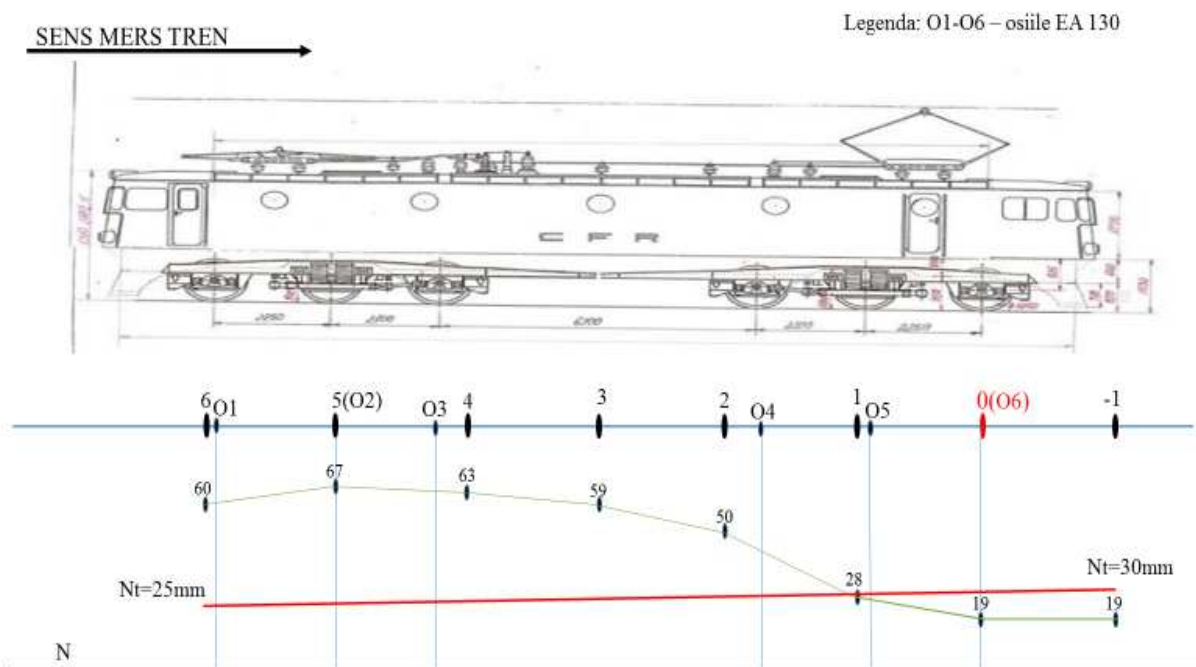 Legenda: O1-O6 – osiile EA 130
SENS MERS TREN
C F R
6 O1 5(O2) O3 4 3 2 O4 1 O5 0(O6) -1
60 67 63 59 50 28 19 19
Nt=25mm
Nt=30mm
N